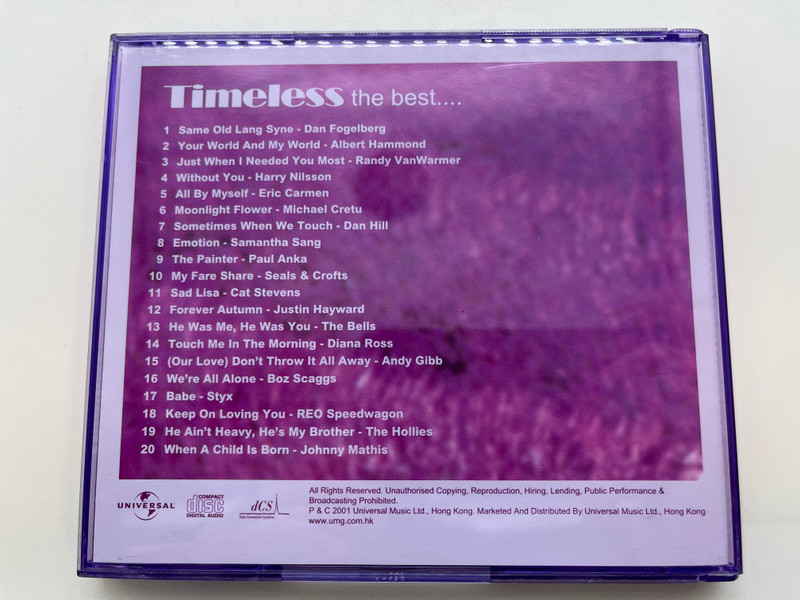 Timeless the best....
1 Same Old Lang Syne - Dan Fogelberg
2 Your World And My World - Albert Hammond
3 Just When I Needed You Most - Randy VanWarmer
4 Without You - Harry Nilsson
5 All By Myself - Eric Carmen
6 Moonlight Flower - Michael Cretu
7 Sometimes When We Touch - Dan Hill
8 Emotion - Samantha Sang
9 The Painter - Paul Anka
10 My Fare Share - Seals & Crofts
11 Sad Lisa - Cat Stevens
12 Forever Autumn - Justin Hayward
13 He Was Me, He Was You - The Bells
14 Touch Me In The Morning - Diana Ross
15 (Our Love) Don't Throw It All Away - Andy Gibb
16 We're All Alone - Boz Scaggs
17 Babe - Styx
18 Keep On Loving You - REO Speedwagon
19 He Ain't Heavy, He's My Brother - The Hollies
20 When A Child Is Born - Johnny Mathis
UNIVERSAL
COMPACT
disc
DIGITAL AUDIO
dCS
Data Conversion Systems
All Rights Reserved. Unauthorised Copying, Reproduction, Hiring, Lending, Public Performance &
Broadcasting Prohibited.
P & C 2001 Universal Music Ltd., Hong Kong. Marketed And Distributed By Universal Music Ltd., Hong Kong
www.umg.com.hk